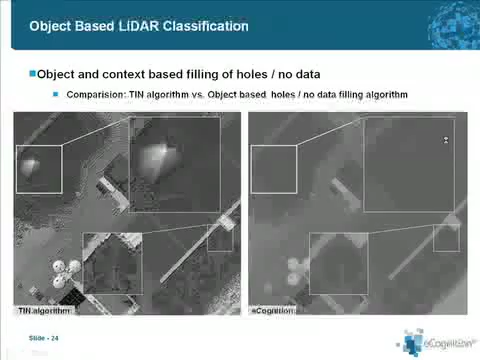 Object Based LiDAR Classification
Object and context based filling of holes / no data
Comparision: TIN algorithm vs. Object based holes / no data filling algorithm
TIN algorithm
eCognition
Slide - 24
eCognition